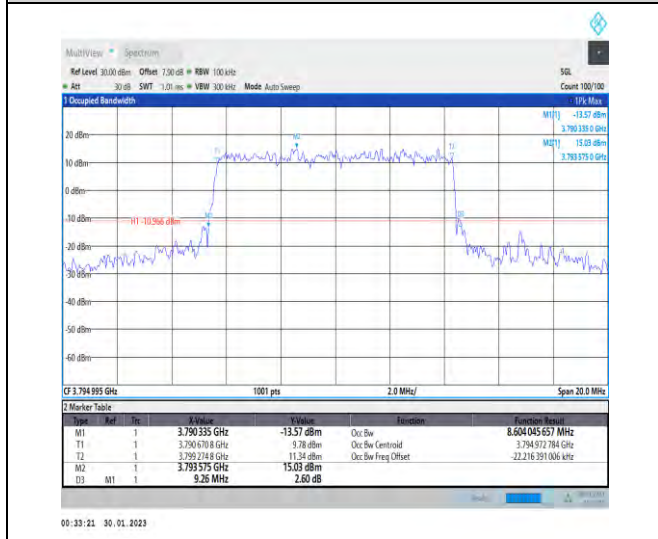 MultiView Spectrum
Ref Level 30.00 dBm Offset 7.90 dB RBW 100 kHz SGL
Att 30 dB SWT 1.01 ms VBW 300 kHz Mode Auto Sweep Count 100/100
1 Occupied Bandwidth 1Pk Max
M1[1] -13.57 dBm
3.790 335 0 GHz
20 dBm M2 M2[1] 15.03 dBm
T1 T2 3.793 575 0 GHz
10 dBm
0 dBm
-10 dBm H1 -10.966 dBm M1 D3
-20 dBm
-30 dBm
-40 dBm
-50 dBm
-60 dBm
CF 3.794 995 GHz 1001 pts 2.0 MHz/ Span 20.0 MHz
2 Marker Table
Type Ref Trc X-Value Y-Value Function Function Result
M1 1 3.790 335 GHz -13.57 dBm Occ Bw 8.604 045 657 MHz
T1 1 3.790 670 8 GHz 9.78 dBm Occ Bw Centroid 3.794 972 784 GHz
T2 1 3.799 274 8 GHz 11.34 dBm Occ Bw Freq Offset -22.216 391 006 kHz
M2 1 3.793 575 GHz 15.03 dBm
D3 M1 1 9.26 MHz 2.60 dB
00:33:21 30.01.2023